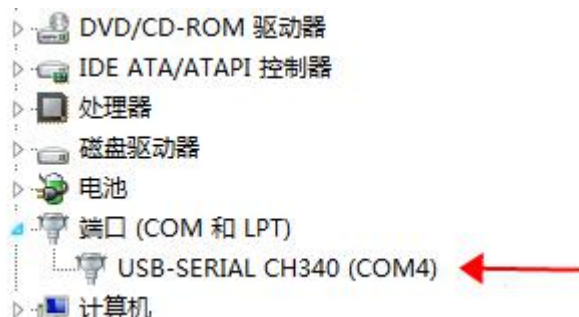 DVD/CD-ROM 驱动器
IDE ATA/ATAPI 控制器
处理器
磁盘驱动器
电池
端口 (COM 和 LPT)
USB-SERIAL CH340 (COM4)
计算机